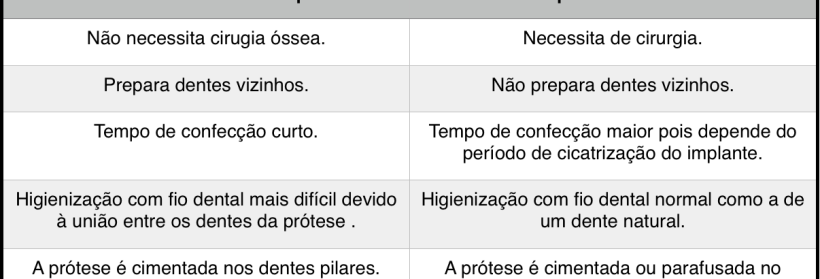 Não necessita cirugia óssea.
Necessita de cirurgia.
Prepara dentes vizinhos.
Não prepara dentes vizinhos.
Tempo de confecção curto.
Tempo de confecção maior pois depende do
período de cicatrização do implante.
Higienização com fio dental mais difícil devido
à união entre os dentes da prótese .
Higienização com fio dental normal como a de
um dente natural.
A prótese é cimentada nos dentes pilares.
A prótese é cimentada ou parafusada no